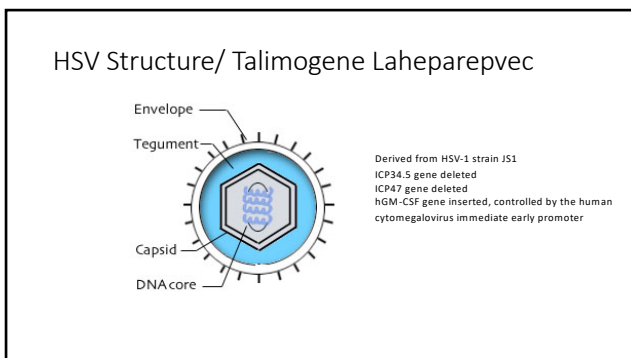 HSV Structure/ Talimogene Laheparepvec
Envelope
Tegument
Capsid
DNA core
Derived from HSV-1 strain JS1
ICP34.5 gene deleted
ICP47 gene deleted
hGM-CSF gene inserted, controlled by the human
cytomegalovirus immediate early promoter